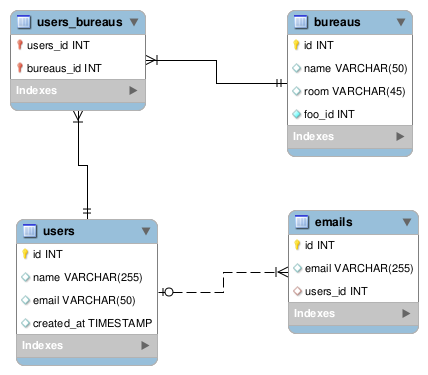 users_bureaus
users_id INT
bureaus_id INT
Indexes
bureaus
id INT
name VARCHAR(50)
room VARCHAR(45)
foo_id INT
Indexes
users
id INT
name VARCHAR(255)
email VARCHAR(50)
created_at TIMESTAMP
Indexes
emails
id INT
email VARCHAR(255)
users_id INT
Indexes